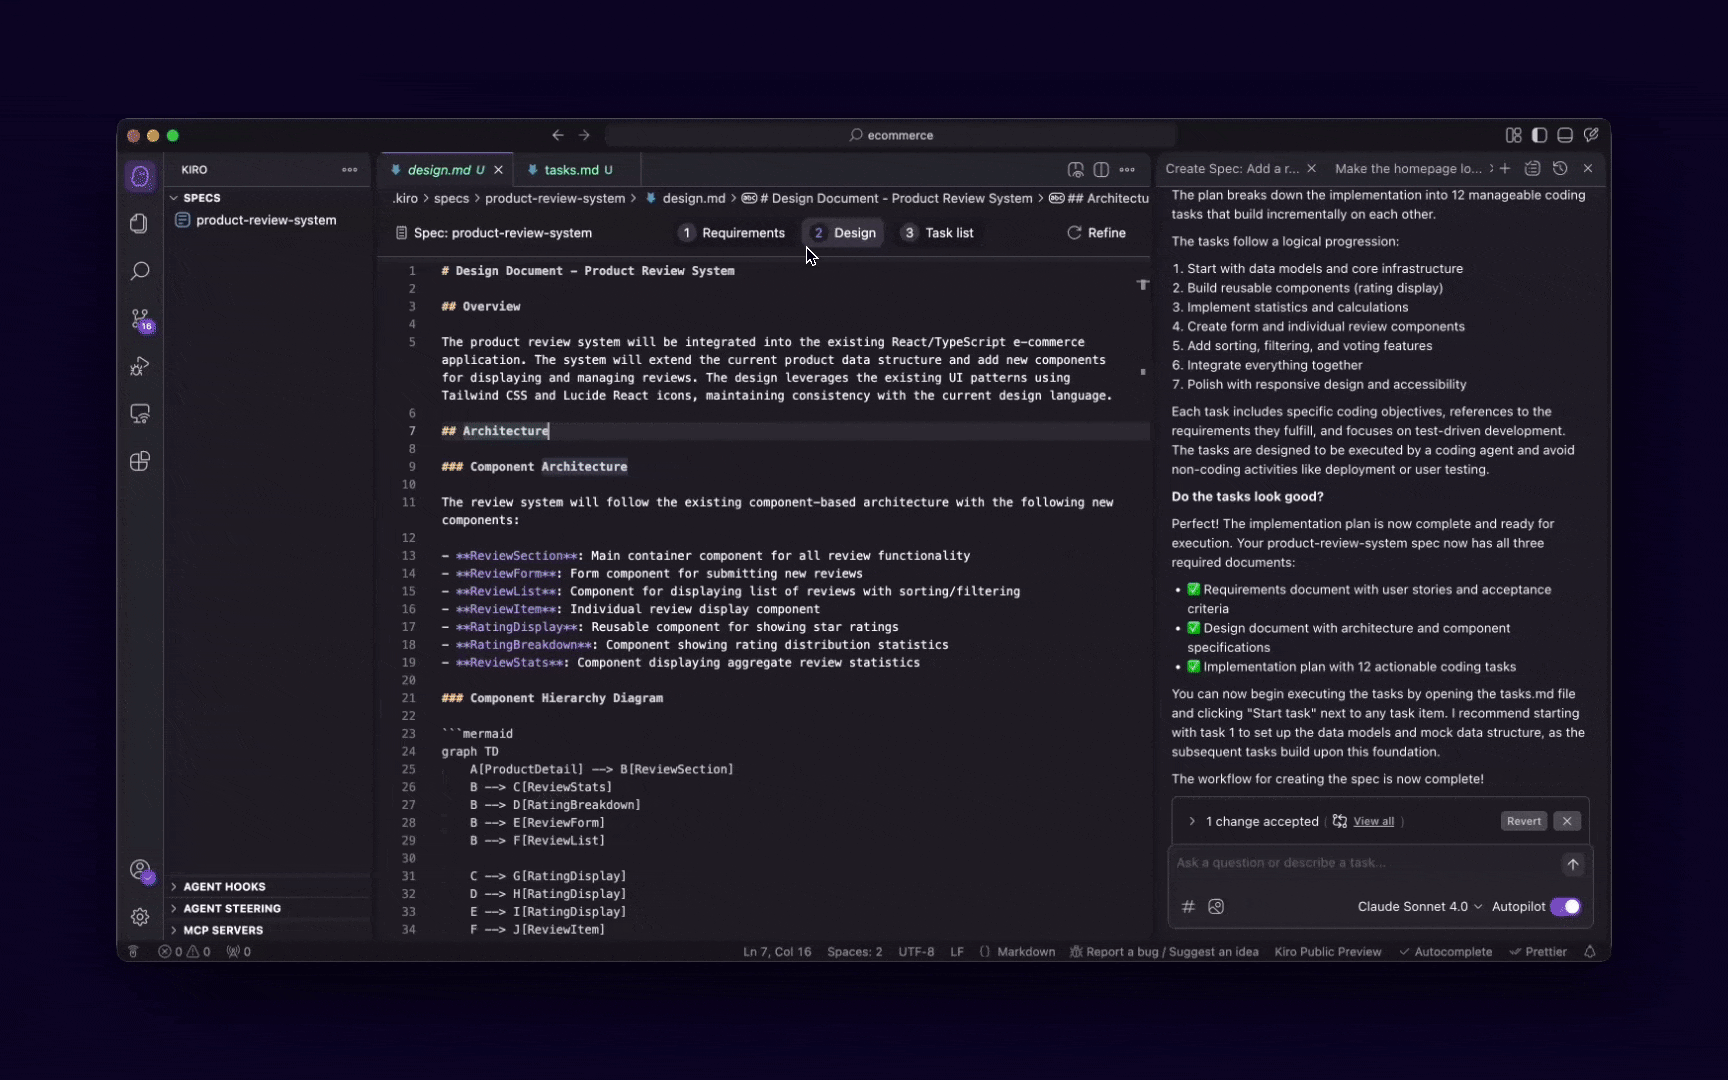 ecommerce
KIRO
SPECS
product-review-system
AGENT HOOKS
AGENT STEERING
MCP SERVERS
16
design.md U
tasks.md U
.kiro > specs > product-review-system > design.md > # Design Document - Product Review System > ## Architectu
Spec: product-review-system
1 Requirements
2 Design
3 Task list
Refine
1 # Design Document - Product Review System
2
3 ## Overview
4
5 The product review system will be integrated into the existing React/TypeScript e-commerce
application. The system will extend the current product data structure and add new components
for displaying and managing reviews. The design leverages the existing UI patterns using
Tailwind CSS and Lucide React icons, maintaining consistency with the current design language.
6
7 ## Architecture
8
9 ### Component Architecture
10
11 The review system will follow the existing component-based architecture with the following new
components:
12
13 - **ReviewSection**: Main container component for all review functionality
14 - **ReviewForm**: Form component for submitting new reviews
15 - **ReviewList**: Component for displaying list of reviews with sorting/filtering
16 - **ReviewItem**: Individual review display component
17 - **RatingDisplay**: Reusable component for showing star ratings
18 - **RatingBreakdown**: Component showing rating distribution statistics
19 - **ReviewStats**: Component displaying aggregate review statistics
20
21 ### Component Hierarchy Diagram
22
23 ```mermaid
24 graph TD
25 A[ProductDetail] --> B[ReviewSection]
26 B --> C[ReviewStats]
27 B --> D[RatingBreakdown]
28 B --> E[ReviewForm]
29 B --> F[ReviewList]
30
31 C --> G[RatingDisplay]
32 D --> H[RatingDisplay]
33 E --> I[RatingDisplay]
34 F --> J[ReviewItem]
Create Spec: Add a r...
Make the homepage lo...
The plan breaks down the implementation into 12 manageable coding
tasks that build incrementally on each other.
The tasks follow a logical progression:
1. Start with data models and core infrastructure
2. Build reusable components (rating display)
3. Implement statistics and calculations
4. Create form and individual review components
5. Add sorting, filtering, and voting features
6. Integrate everything together
7. Polish with responsive design and accessibility
Each task includes specific coding objectives, references to the
requirements they fulfill, and focuses on test-driven development.
The tasks are designed to be executed by a coding agent and avoid
non-coding activities like deployment or user testing.
Do the tasks look good?
Perfect! The implementation plan is now complete and ready for
execution. Your product-review-system spec now has all three
required documents:
• ✅ Requirements document with user stories and acceptance
criteria
• ✅ Design document with architecture and component
specifications
• ✅ Implementation plan with 12 actionable coding tasks
You can now begin executing the tasks by opening the tasks.md file
and clicking "Start task" next to any task item. I recommend starting
with task 1 to set up the data models and mock data structure, as the
subsequent tasks build upon this foundation.
The workflow for creating the spec is now complete!
1 change accepted ( View all )
Revert
Ask a question or describe a task...
#
Claude Sonnet 4.0
Autopilot
0 0 0
Ln 7, Col 16
Spaces: 2
UTF-8
LF
{} Markdown
Report a bug / Suggest an idea
Kiro Public Preview
Autocomplete
Prettier